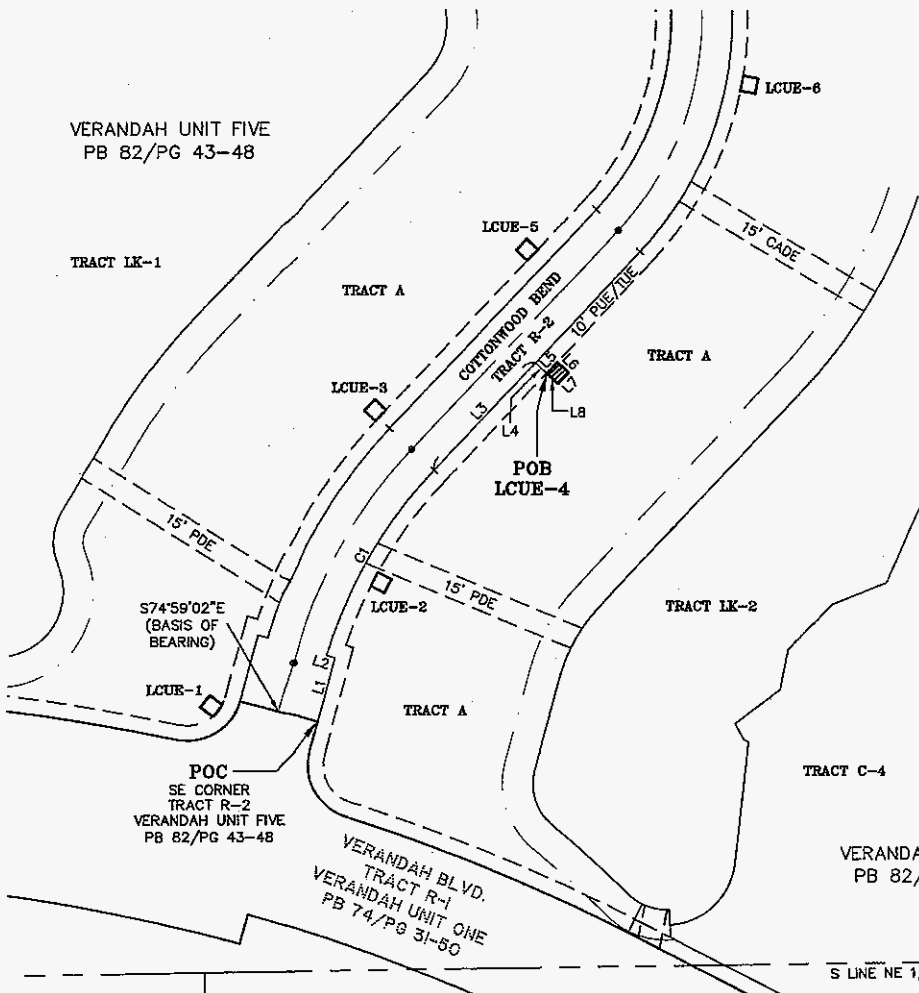 LCUE-6
VERANDAH UNIT FIVE
PB 82/PG 43-48
LCUE-5
15' CADE
TRACT LK-1
TRACT A
COTTONWOOD BEND
TRACT R-2
10' PUE/TUE
TRACT A
L5
L6
L7
L8
L3
L4
LCUE-3
POB
LCUE-4
15' PDE
C1
15' PDE
LCUE-2
TRACT LK-2
S74°59'02"E
(BASIS OF
BEARING)
L2
L1
LCUE-1
TRACT A
POC
SE CORNER
TRACT R-2
VERANDAH UNIT FIVE
PB 82/PG 43-48
TRACT C-4
VERANDAH BLVD.
TRACT R-1
VERANDAH UNIT ONE
PB 74/PG 31-50
VERANDA
PB 82/
S LINE NE 1/